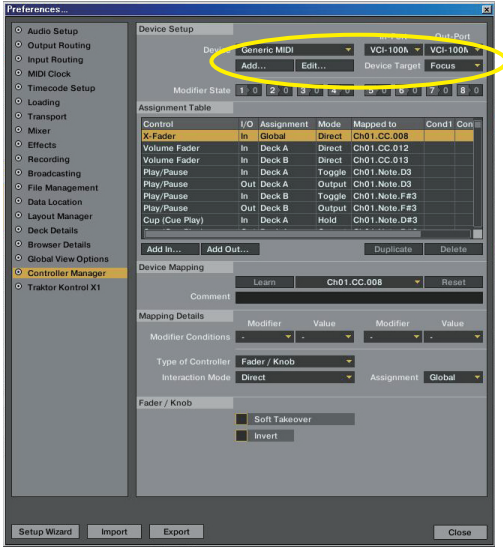 Preferences...
Audio Setup
Output Routing
Input Routing
MIDI Clock
Timecode Setup
Loading
Transport
Mixer
Effects
Recording
Broadcasting
File Management
Data Location
Layout Manager
Deck Details
Browser Details
Global View Options
Controller Manager
Traktor Kontrol X1
Device Setup
In-Port Out-Port
Device Generic MIDI VCI-100N VCI-100N
Add... Edit... Device Target Focus
Modifier State 1 0 2 0 3 0 4 0 5 0 6 0 7 0 8 0
Assignment Table
Control I/O Assignment Mode Mapped to Cond1 Con
X-Fader In Global Direct Ch01.CC.008
Volume Fader In Deck A Direct Ch01.CC.012
Volume Fader In Deck B Direct Ch01.CC.013
Play/Pause In Deck A Toggle Ch01.Note.D3
Play/Pause Out Deck A Output Ch01.Note.D3
Play/Pause In Deck B Toggle Ch01.Note.F#3
Play/Pause Out Deck B Output Ch01.Note.F#3
Cup (Cue Play) In Deck A Hold Ch01.Note.D#3
Add In... Add Out... Duplicate Delete
Device Mapping
Learn Ch01.CC.008 Reset
Comment
Mapping Details
Modifier Value Modifier Value
Modifier Conditions - - - -
Type of Controller Fader / Knob
Interaction Mode Direct Assignment Global
Fader / Knob
Soft Takeover
Invert
Setup Wizard Import Export Close